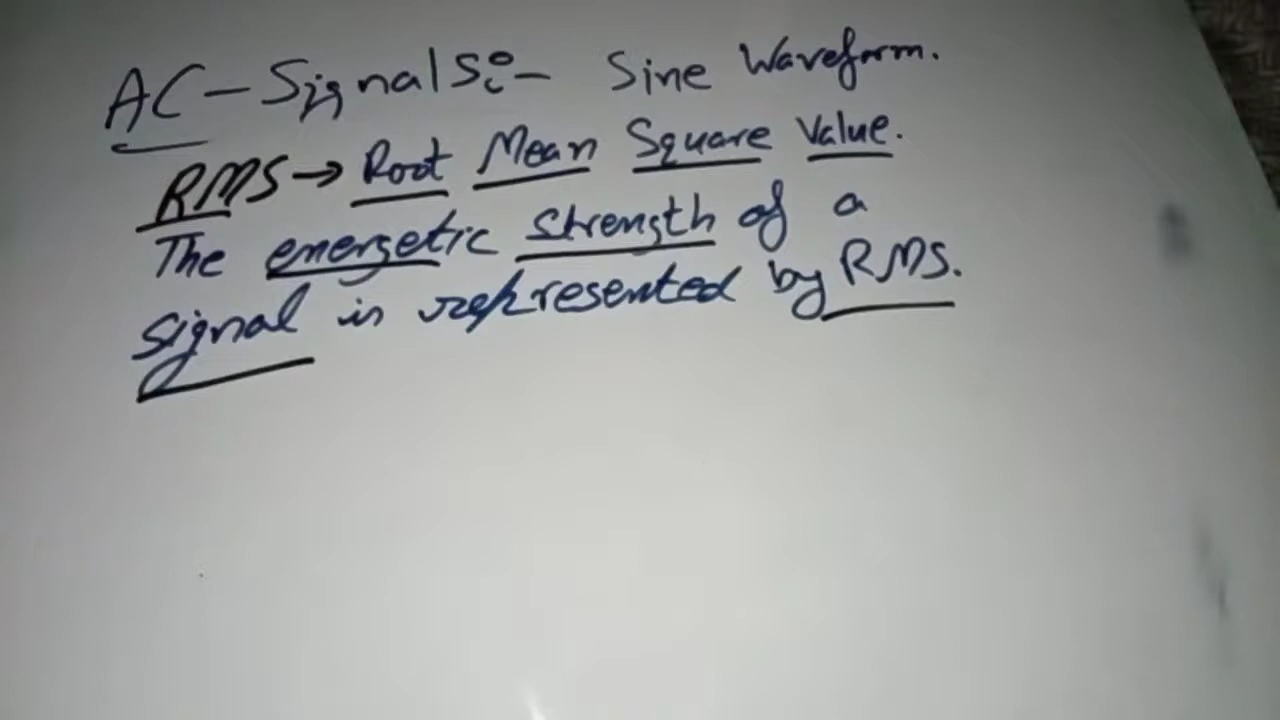 AC - Signals:- Sine Waveform.
RMS → Root Mean Square Value.
The energetic strength of a
signal is represented by RMS.